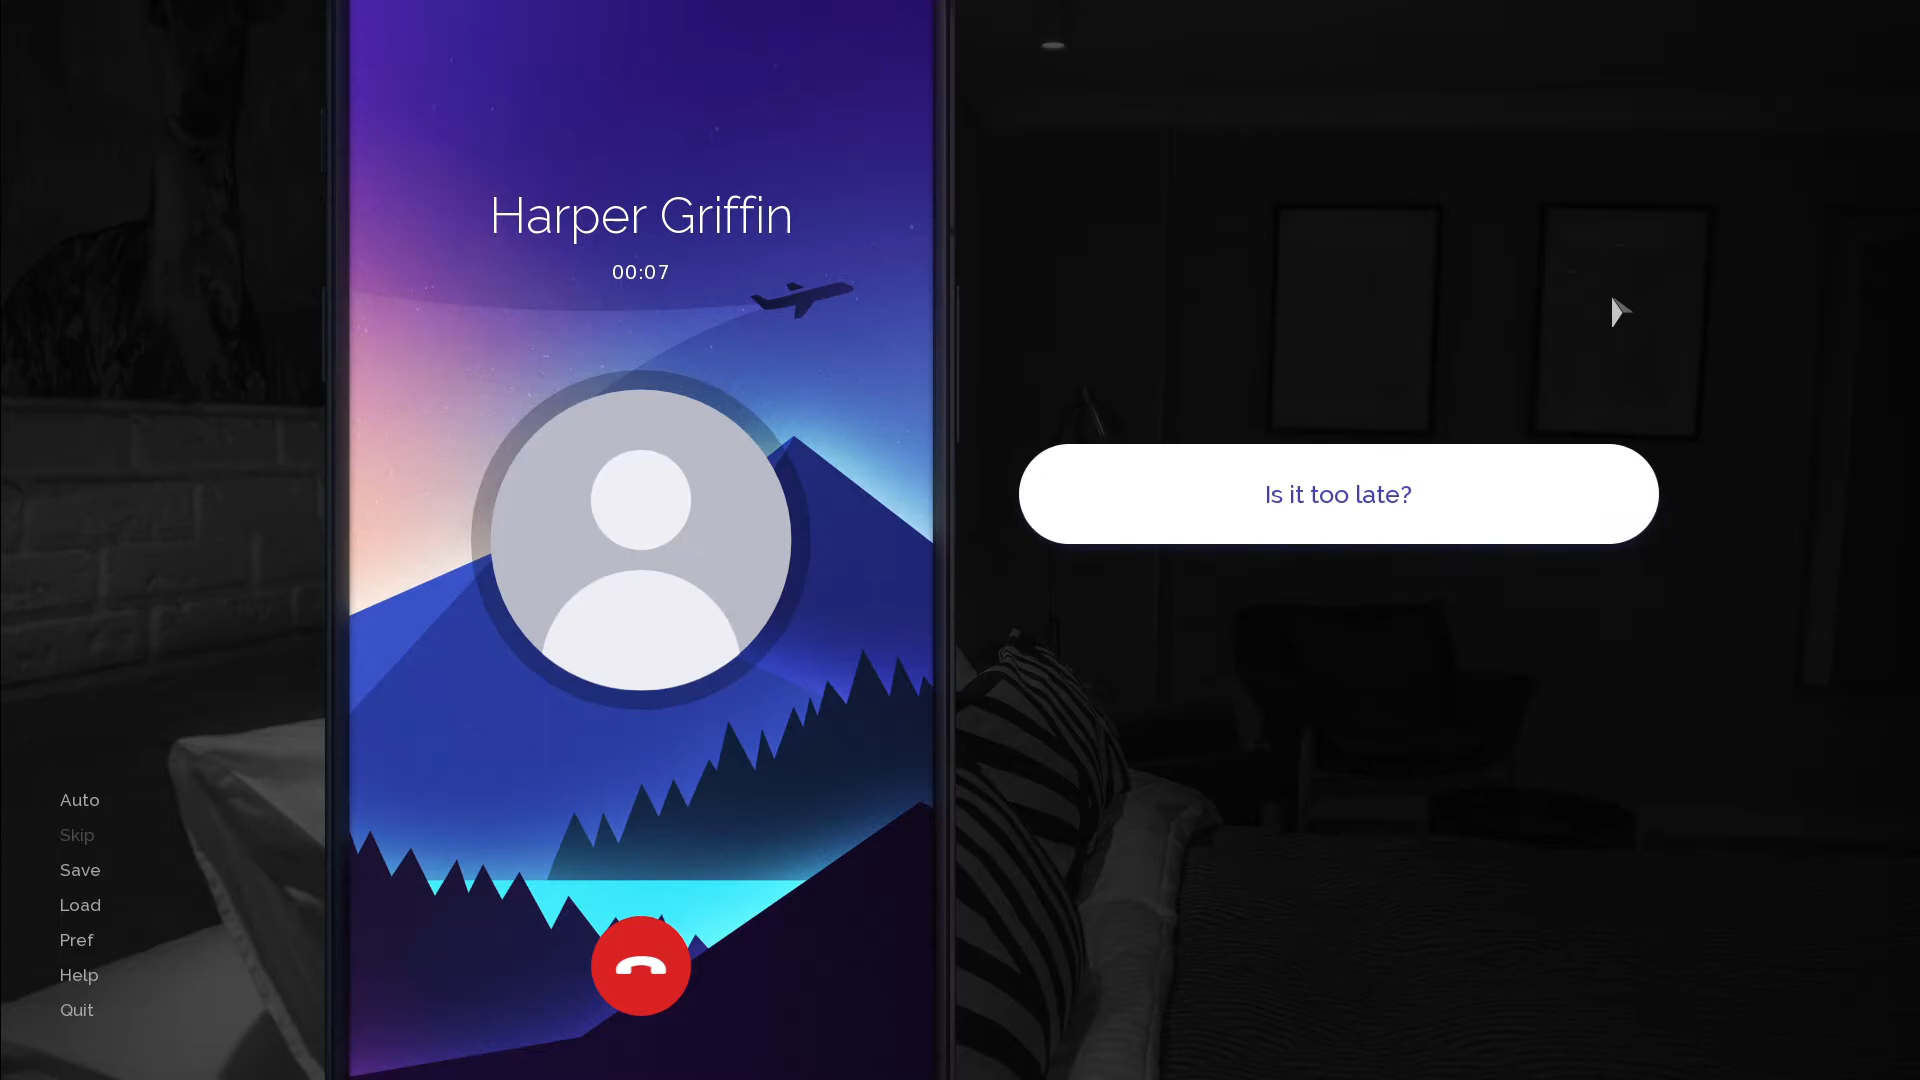 Harper Griffin
00:07
Is it too late?
Auto
Skip
Save
Load
Pref
Help
Quit